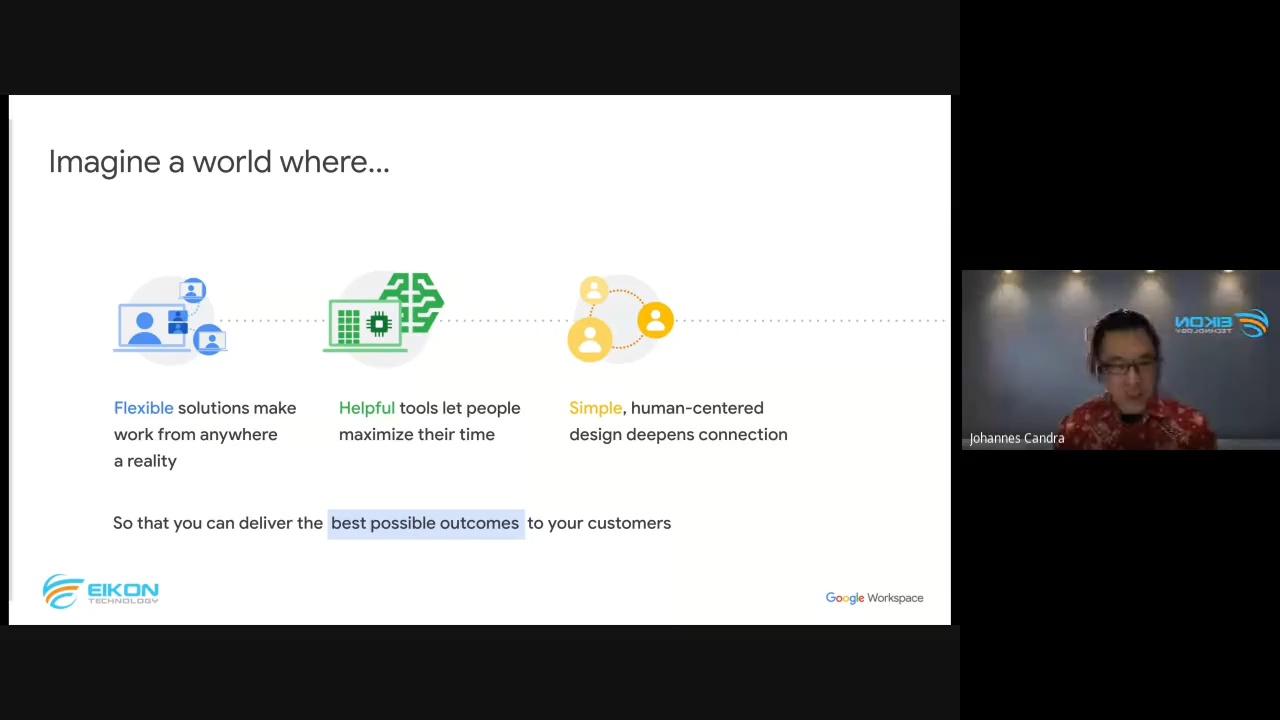 Imagine a world where...
Flexible solutions make
work from anywhere
a reality
Helpful tools let people
maximize their time
Simple, human-centered
design deepens connection
So that you can deliver the best possible outcomes to your customers
EIKON
TECHNOLOGY
Google Workspace
EIKON
TECHNOLOGY
Johannes Candra